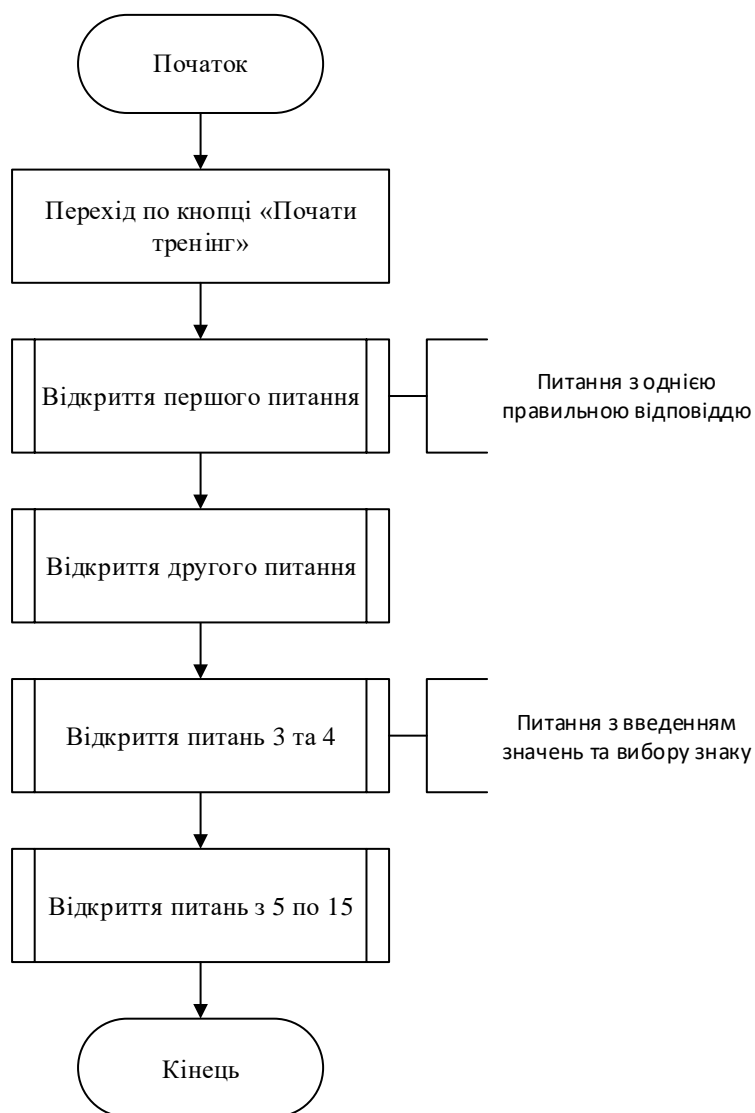 Початок
Перехід по кнопці «Почати
тренінг»
Відкриття першого питання
Питання з однією
правильною відповіддю
Відкриття другого питання
Відкриття питань 3 та 4
Питання з введенням
значень та вибору знаку
Відкриття питань з 5 по 15
Кінець